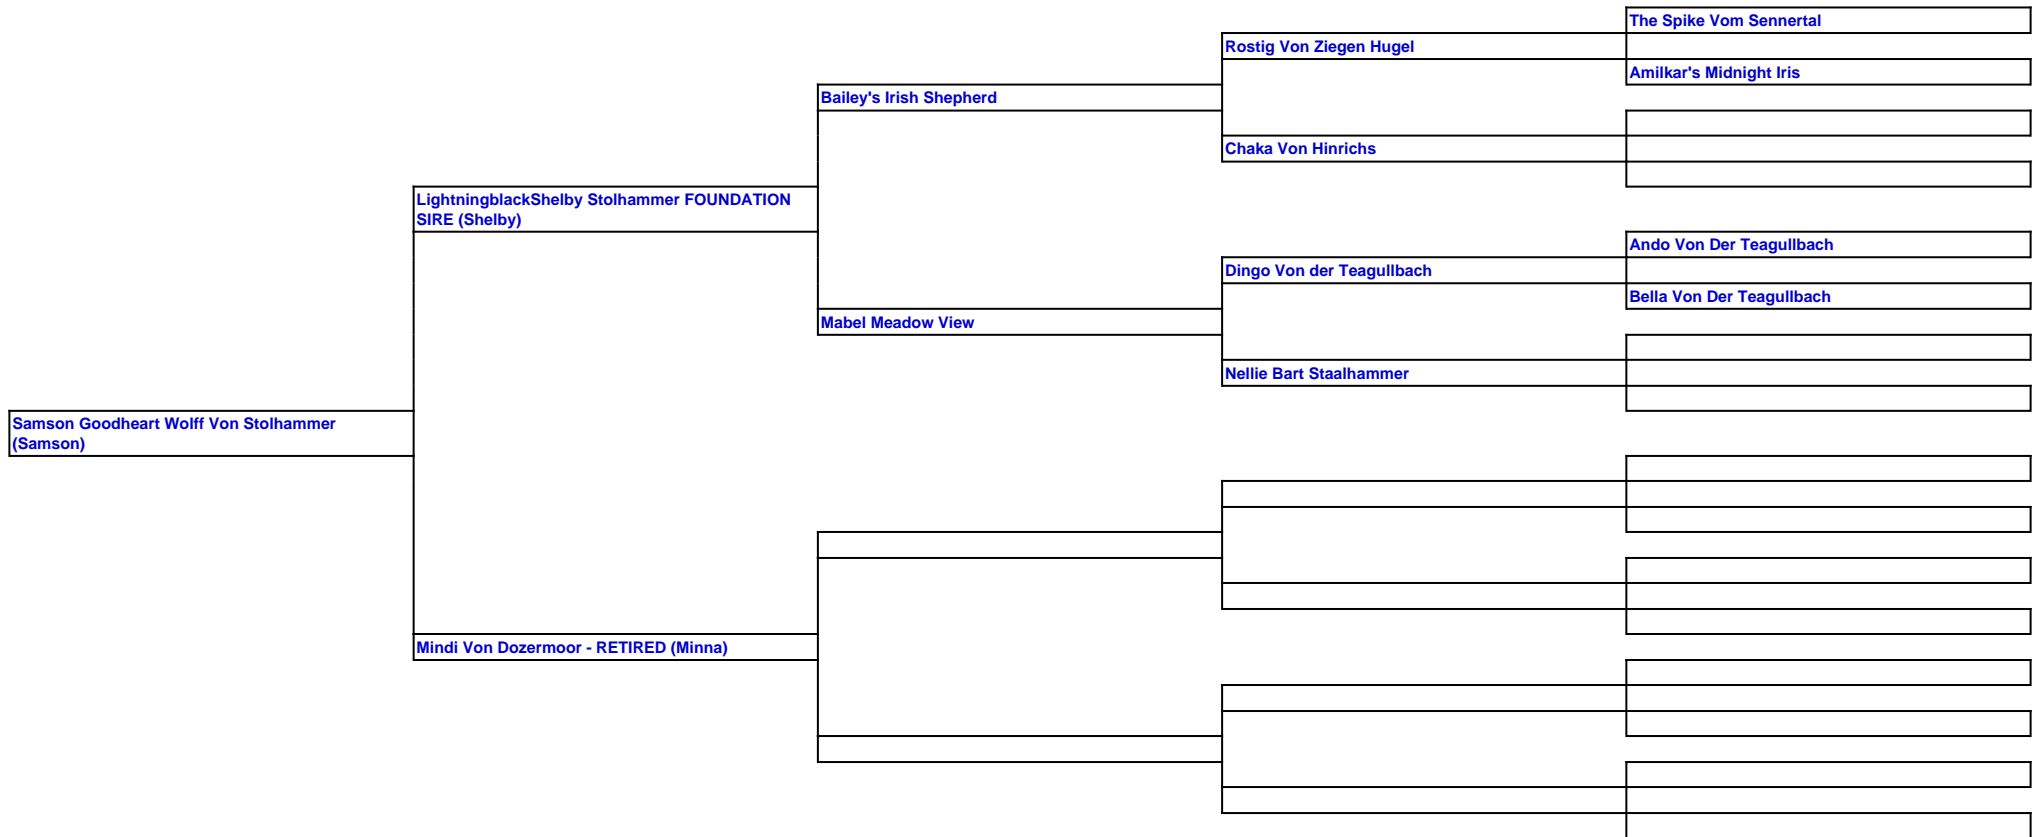 The Spike Vom Sennertal
Rostig Von Ziegen Hugel
Amilkar's Midnight Iris
Bailey's Irish Shepherd
Chaka Von Hinrichs
LightningblackShelby Stolhammer FOUNDATION
SIRE (Shelby)
Ando Von Der Teagullbach
Dingo Von der Teagullbach
Bella Von Der Teagullbach
Mabel Meadow View
Nellie Bart Staalhammer
Samson Goodheart Wolff Von Stolhammer
(Samson)
Mindi Von Dozermoor - RETIRED (Minna)